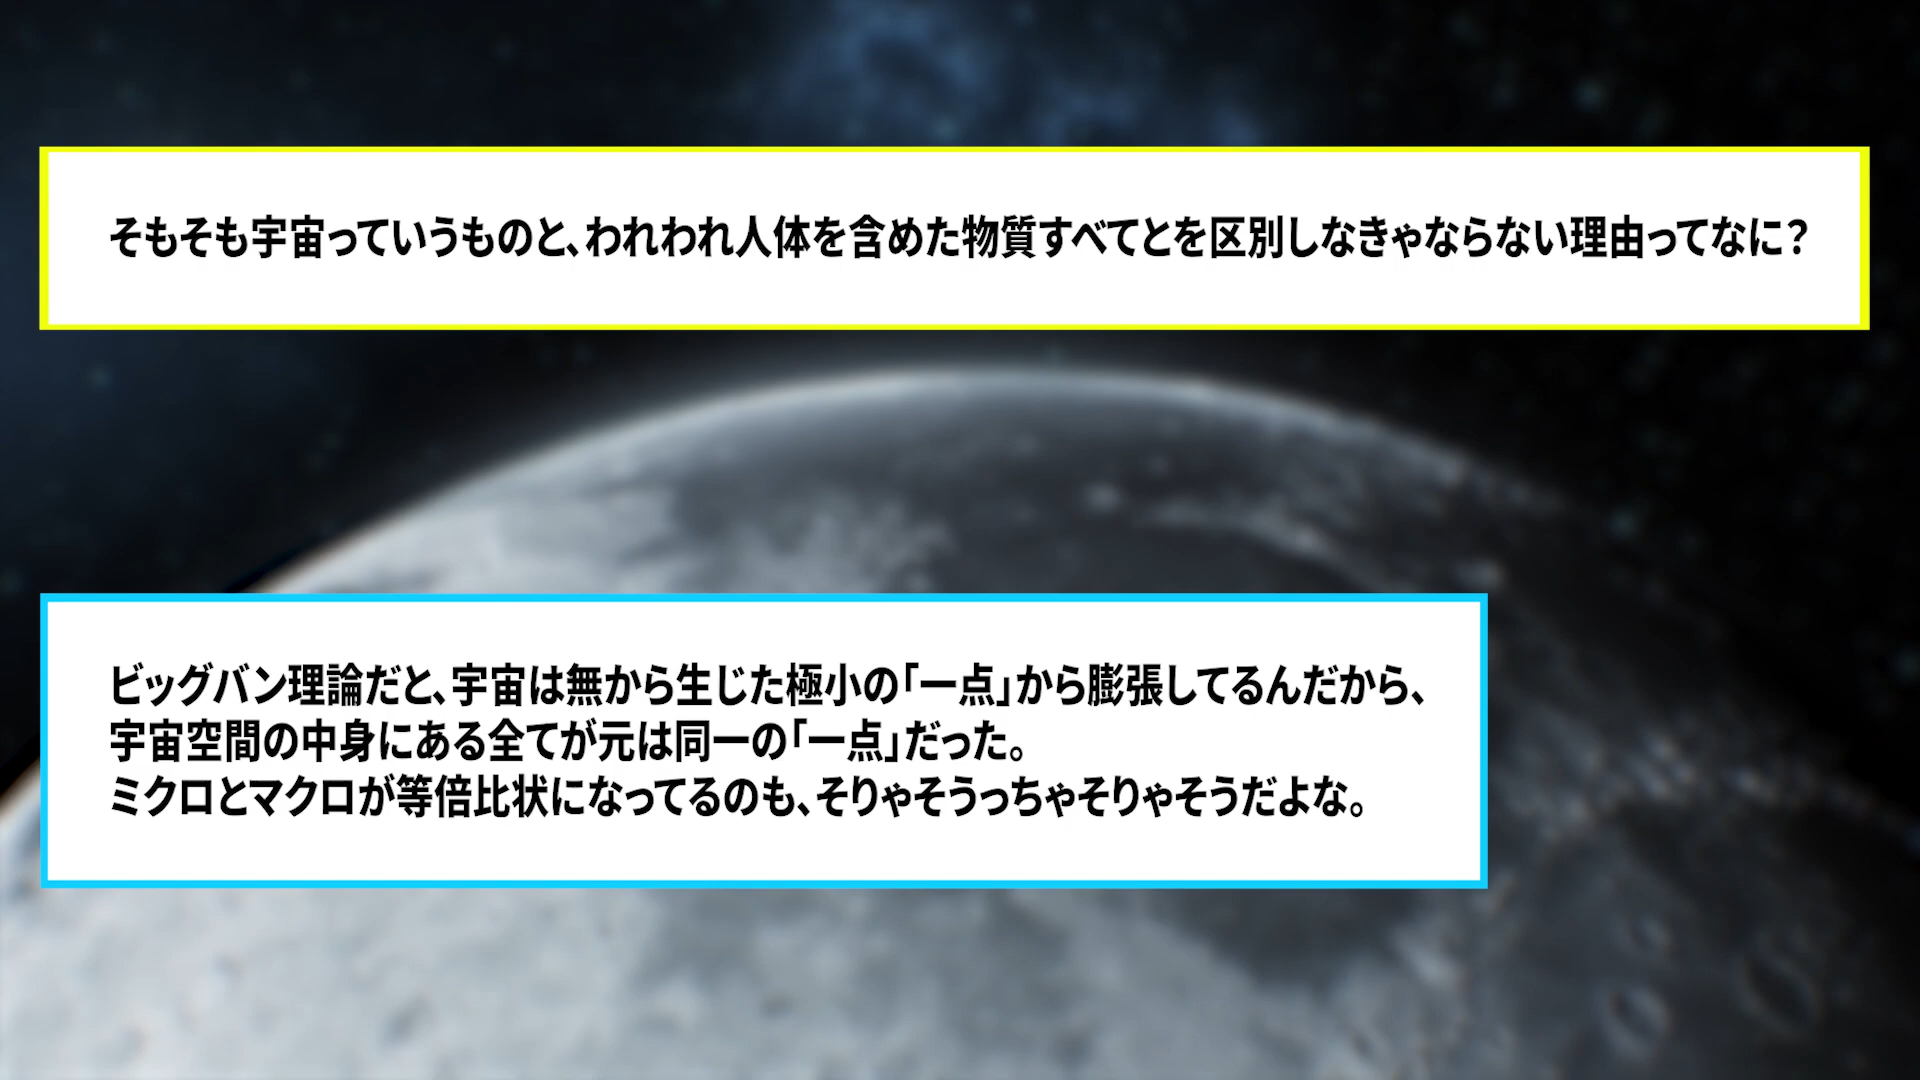 そもそも宇宙っていうものと、われわれ人体を含めた物質すべてとを区別しなきゃならない理由ってなに？
ビッグバン理論だと、宇宙は無から生じた極小の「一点」から膨張してるんだから、
宇宙空間の中身にある全てが元は同一の「一点」だった。
ミクロとマクロが等倍比状になってるのも、そりゃそうっちゃそりゃそうだよな。